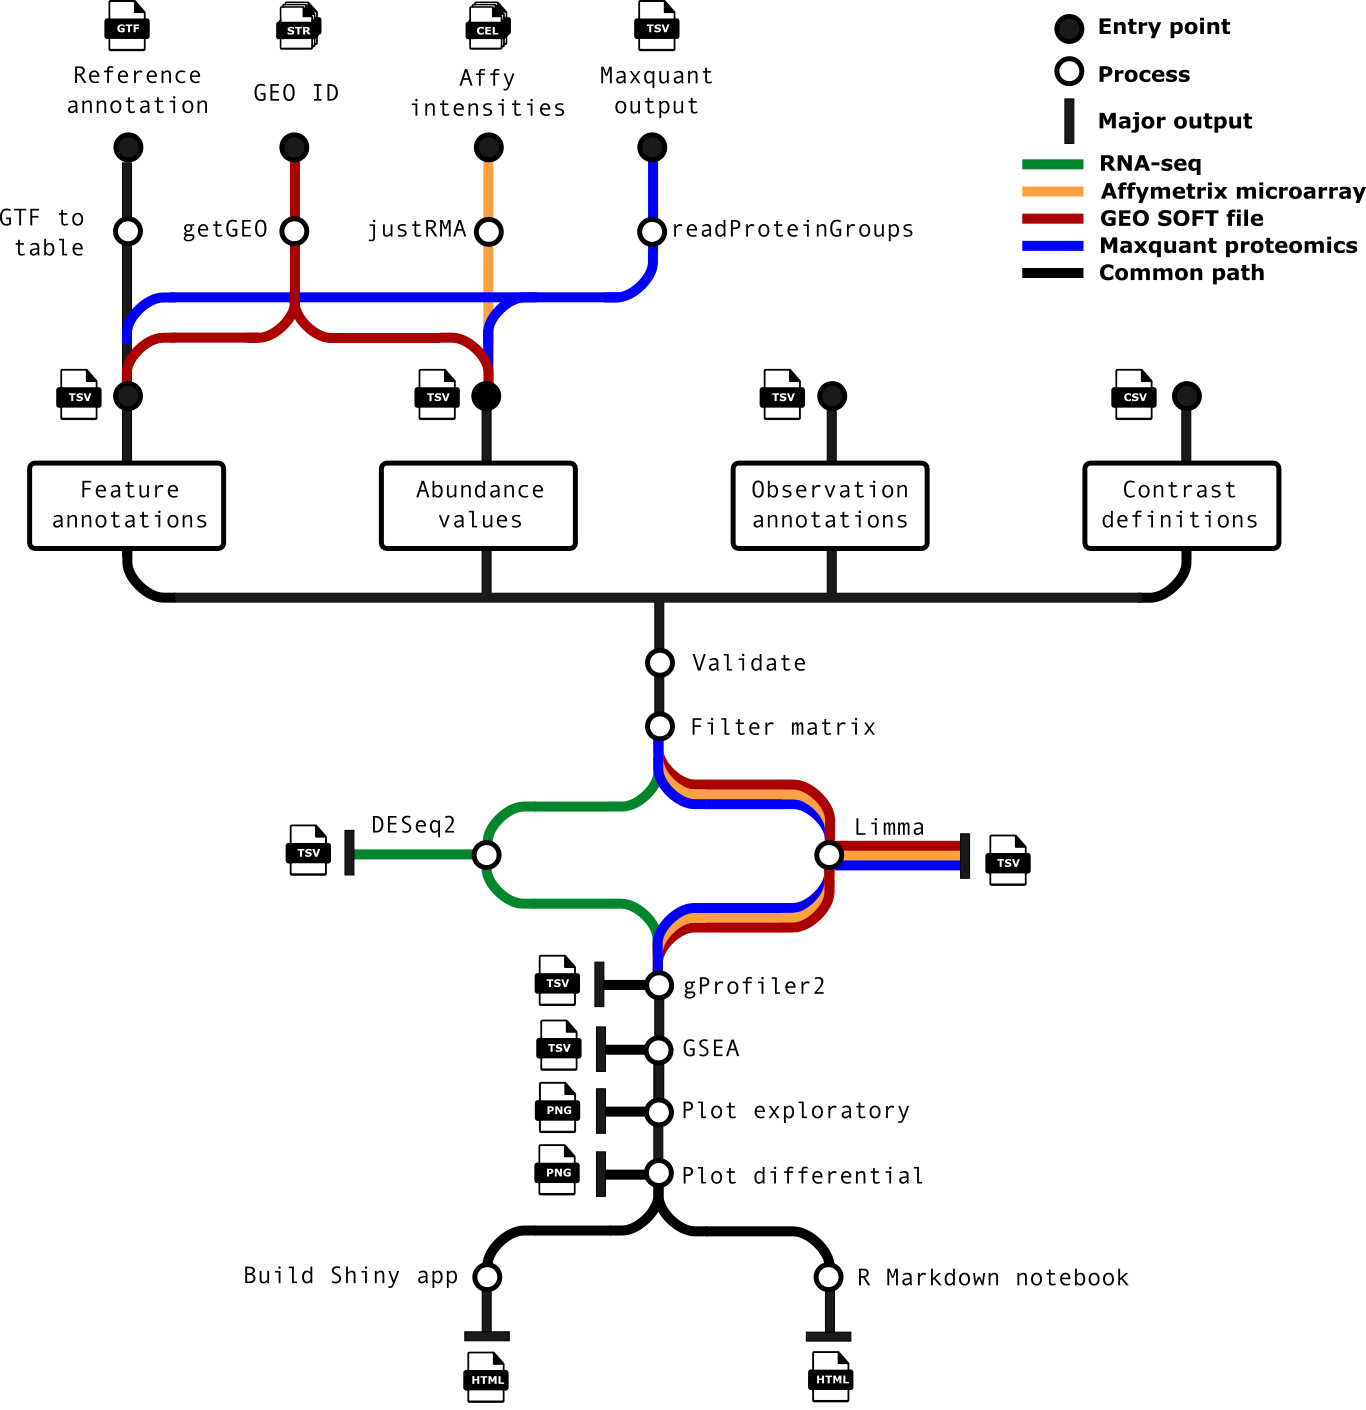 GTF
STR
CEL
TSV
Reference
annotation
GEO ID
Affy
intensities
Maxquant
output
Entry point
Process
Major output
RNA-seq
Affymetrix microarray
GEO SOFT file
Maxquant proteomics
Common path
GTF to
table
getGEO
justRMA
readProteinGroups
TSV
TSV
TSV
CSV
Feature
annotations
Abundance
values
Observation
annotations
Contrast
definitions
Validate
Filter matrix
DESeq2
TSV
Limma
TSV
TSV
gProfiler2
TSV
GSEA
PNG
Plot exploratory
PNG
Plot differential
Build Shiny app
R Markdown notebook
HTML
HTML